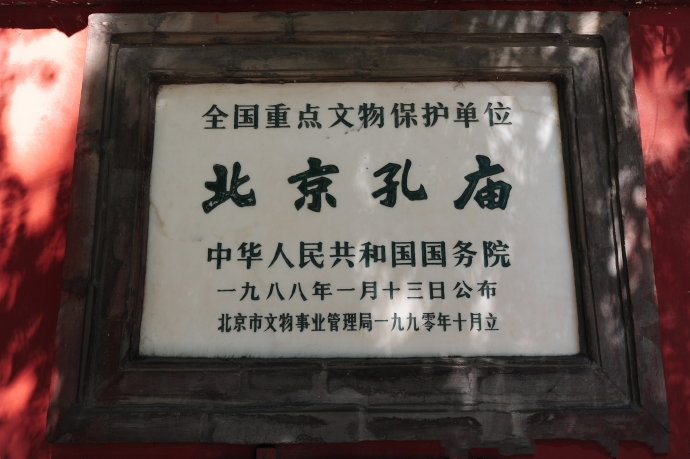 全国重点文物保护单位
北京孔庙
中华人民共和国国务院
一九八八年一月十三日公布
北京市文物事业管理局一九九零年十月立